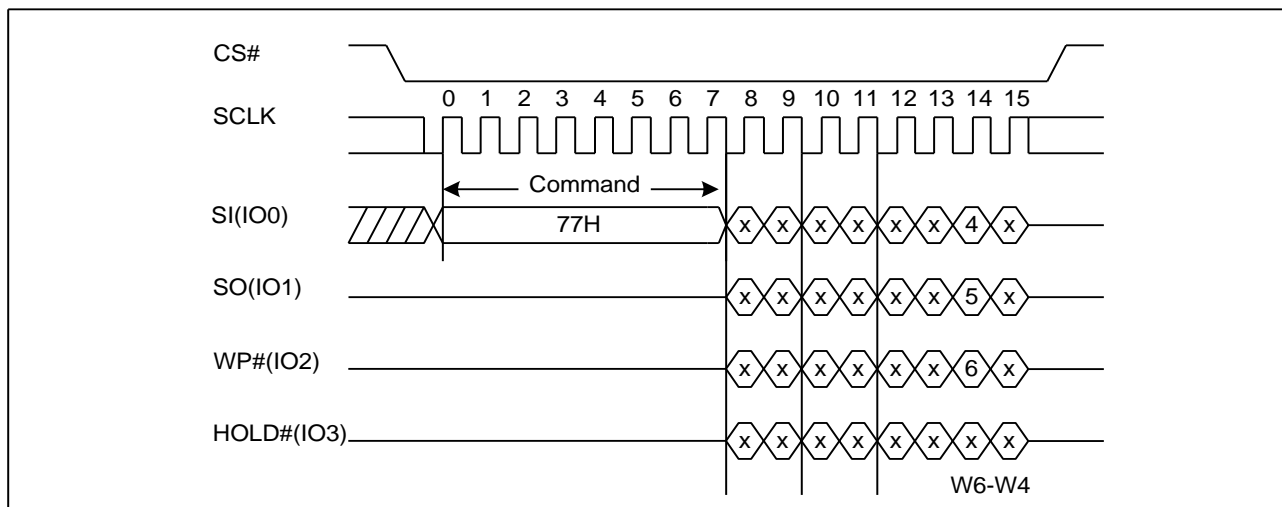 CS#
0 1 2 3 4 5 6 7 8 9 10 11 12 13 14 15
SCLK
Command
SI(IO0) 77H x x x x x x 4 x
SO(IO1) x x x x x x 5 x
WP#(IO2) x x x x x x 6 x
HOLD#(IO3) x x x x x x x x
W6-W4